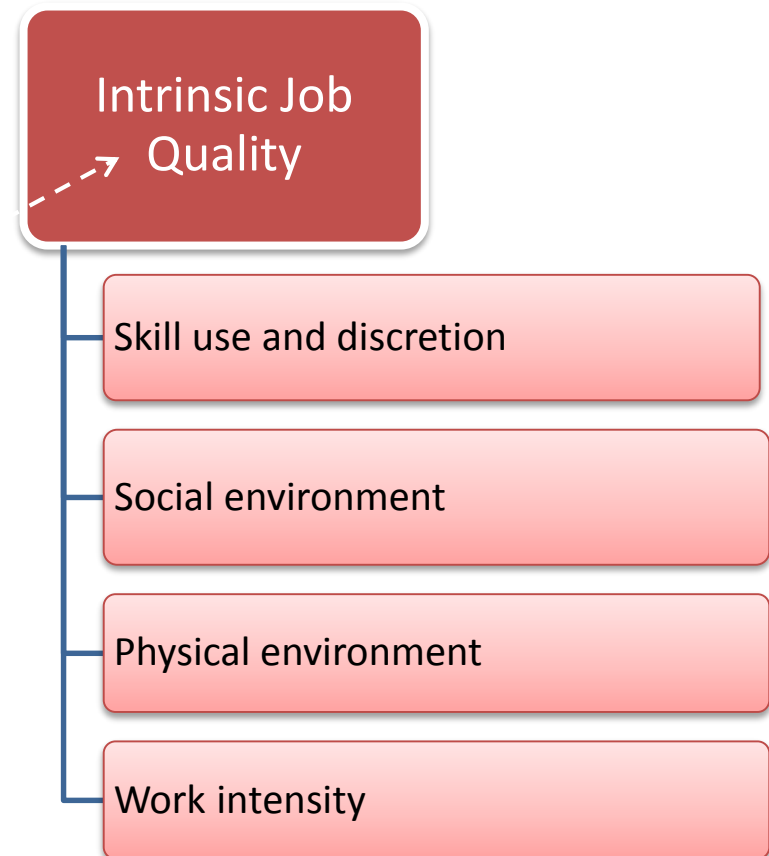 Intrinsic Job
Quality
Skill use and discretion
Social environment
Physical environment
Work intensity